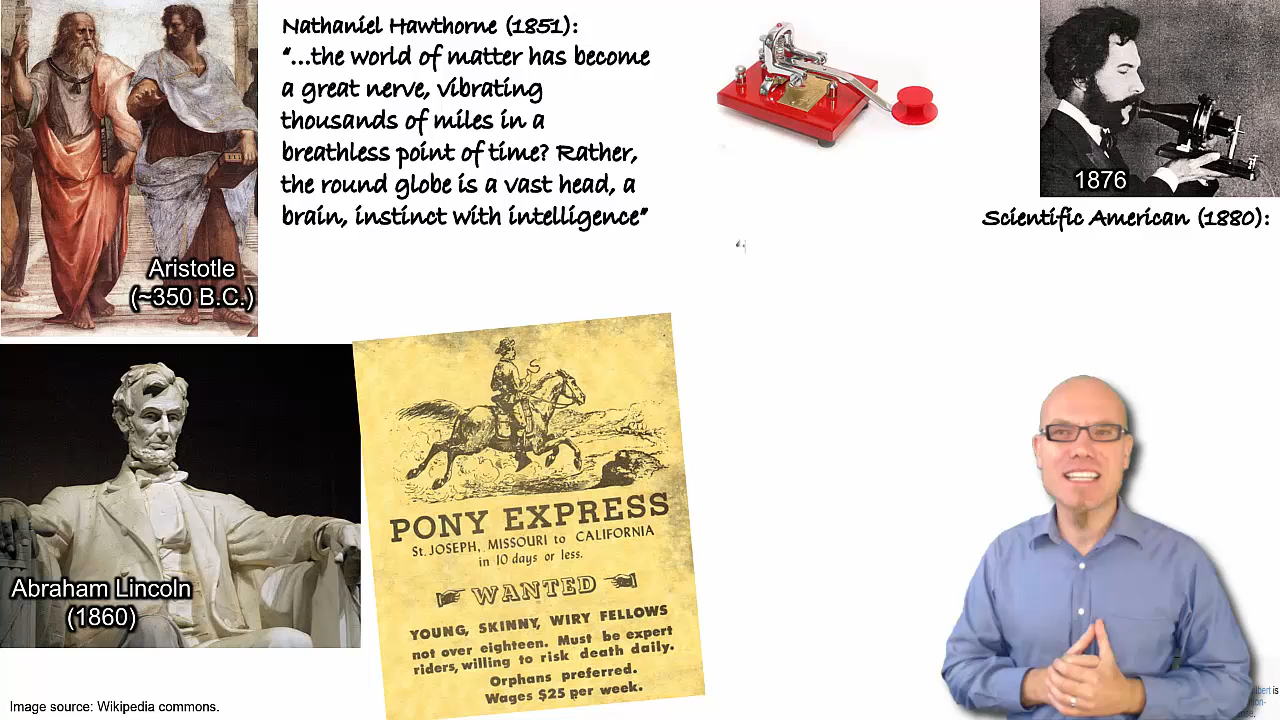 Nathaniel Hawthorne (1851):
“...the world of matter has become
a great nerve, vibrating
thousands of miles in a
breathless point of time? Rather,
the round globe is a vast head, a
brain, instinct with intelligence”
1876
Scientific American (1880):
“
Aristotle
(~350 B.C.)
Abraham Lincoln
(1860)
PONY EXPRESS
St. JOSEPH, MISSOURI to CALIFORNIA
in 10 days or less.
WANTED
YOUNG, SKINNY, WIRY FELLOWS
not over eighteen. Must be expert
riders, willing to risk death daily.
Orphans preferred.
Wages $25 per week.
Image source: Wikipedia commons.